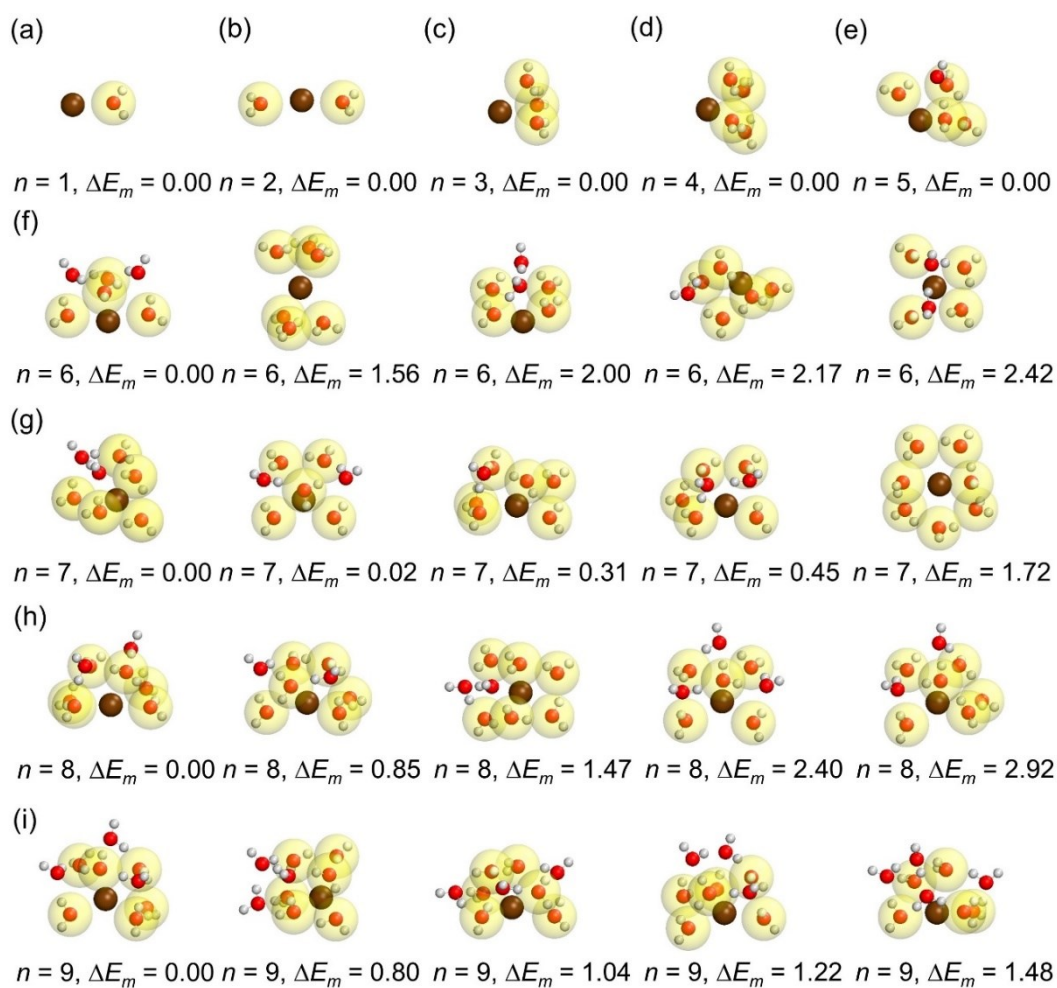 (a) (b) (c) (d) (e)
n = 1, ΔEm = 0.00 n = 2, ΔEm = 0.00 n = 3, ΔEm = 0.00 n = 4, ΔEm = 0.00 n = 5, ΔEm = 0.00
(f)
n = 6, ΔEm = 0.00 n = 6, ΔEm = 1.56 n = 6, ΔEm = 2.00 n = 6, ΔEm = 2.17 n = 6, ΔEm = 2.42
(g)
n = 7, ΔEm = 0.00 n = 7, ΔEm = 0.02 n = 7, ΔEm = 0.31 n = 7, ΔEm = 0.45 n = 7, ΔEm = 1.72
(h)
n = 8, ΔEm = 0.00 n = 8, ΔEm = 0.85 n = 8, ΔEm = 1.47 n = 8, ΔEm = 2.40 n = 8, ΔEm = 2.92
(i)
n = 9, ΔEm = 0.00 n = 9, ΔEm = 0.80 n = 9, ΔEm = 1.04 n = 9, ΔEm = 1.22 n = 9, ΔEm = 1.48